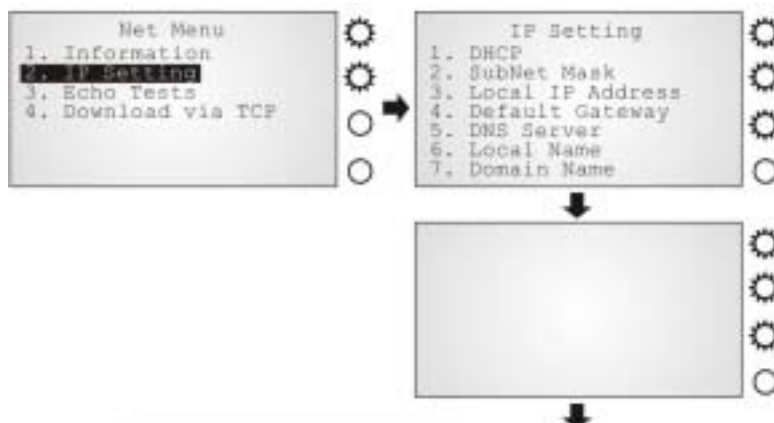 Net Menu
1. Information
2. IP Setting
3. Echo Tests
4. Download via TCP
IP Setting
1. DHCP
2. SubNet Mask
3. Local IP Address
4. Default Gateway
5. DNS Server
6. Local Name
7. Domain Name